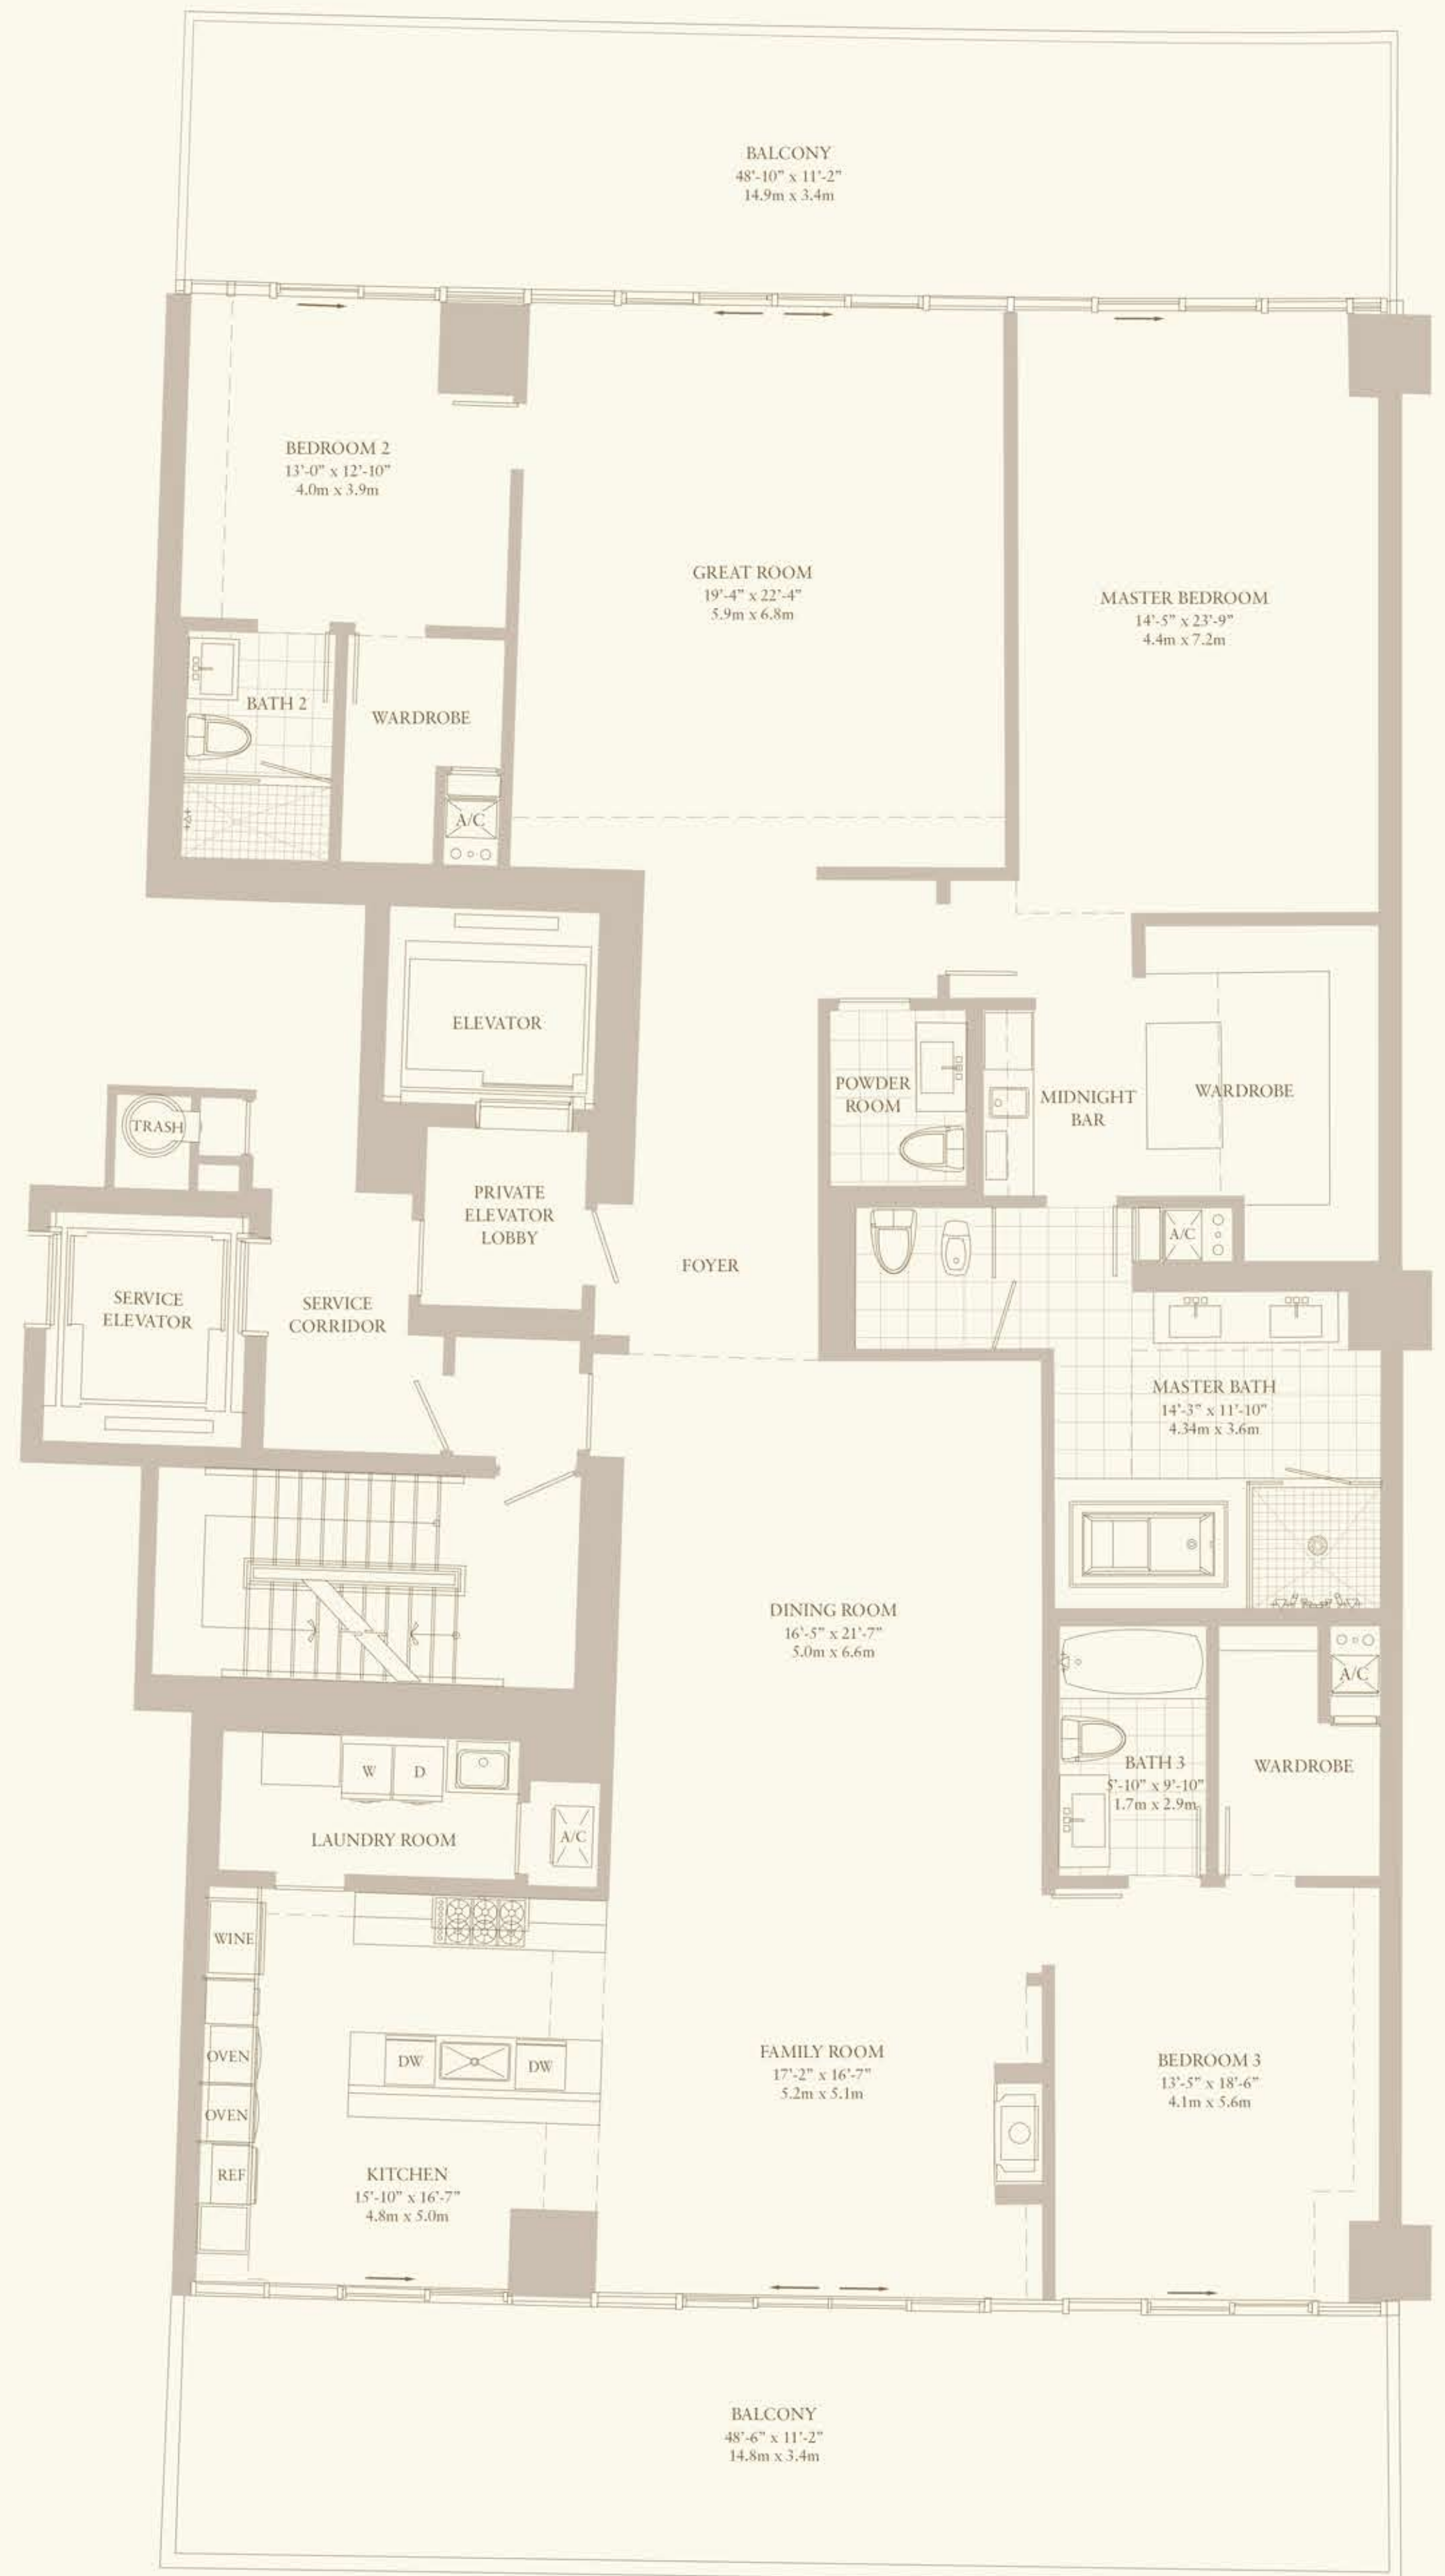 BALCONY
48'-10" x 11'-2"
14.9m x 3.4m
BEDROOM 2
13'-0" x 12'-10"
4.0m x 3.9m
GREAT ROOM
19'-4" x 22'-4"
5.9m x 6.8m
MASTER BEDROOM
14'-5" x 23'-9"
4.4m x 7.2m
BATH 2
WARDROBE
A/C
ELEVATOR
POWDER
ROOM
MIDNIGHT
BAR
WARDROBE
TRASH
PRIVATE
ELEVATOR
LOBBY
FOYER
A/C
SERVICE
ELEVATOR
SERVICE
CORRIDOR
MASTER BATH
14'-3" x 11'-10"
4.34m x 3.6m
DINING ROOM
16'-5" x 21'-7"
5.0m x 6.6m
A/C
W
D
BATH 3
5'-10" x 9'-10"
1.7m x 2.9m
WARDROBE
LAUNDRY ROOM
A/C
WINE
OVEN
DW
DW
FAMILY ROOM
17'-2" x 16'-7"
5.2m x 5.1m
BEDROOM 3
13'-5" x 18'-6"
4.1m x 5.6m
OVEN
REF
KITCHEN
15'-10" x 16'-7"
4.8m x 5.0m
BALCONY
48'-6" x 11'-2"
14.8m x 3.4m